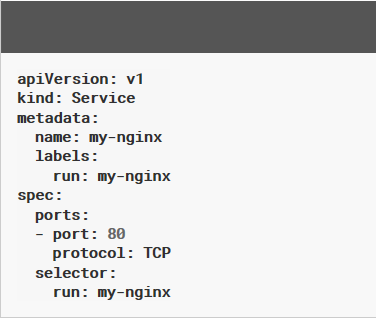 apiVersion: v1
kind: Service
metadata:
  name: my-nginx
  labels:
    run: my-nginx
spec:
  ports:
  - port: 80
    protocol: TCP
  selector:
    run: my-nginx